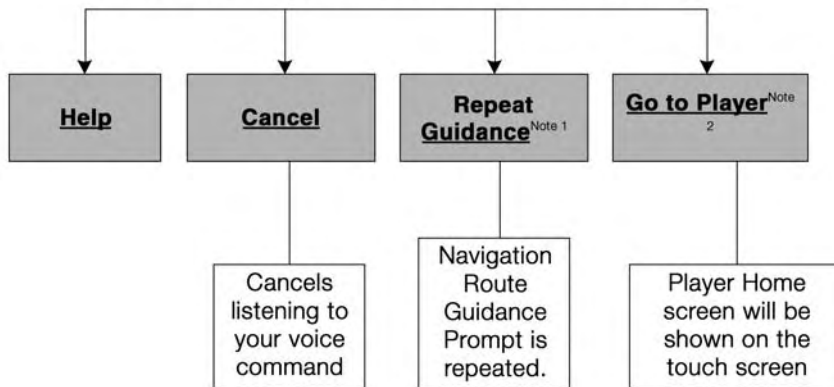 Help
Cancel
Repeat
Guidance Note 1
Go to Player Note
2
Cancels
listening to
your voice
command
Navigation
Route
Guidance
Prompt is
repeated.
Player Home
screen will be
shown on the
touch screen